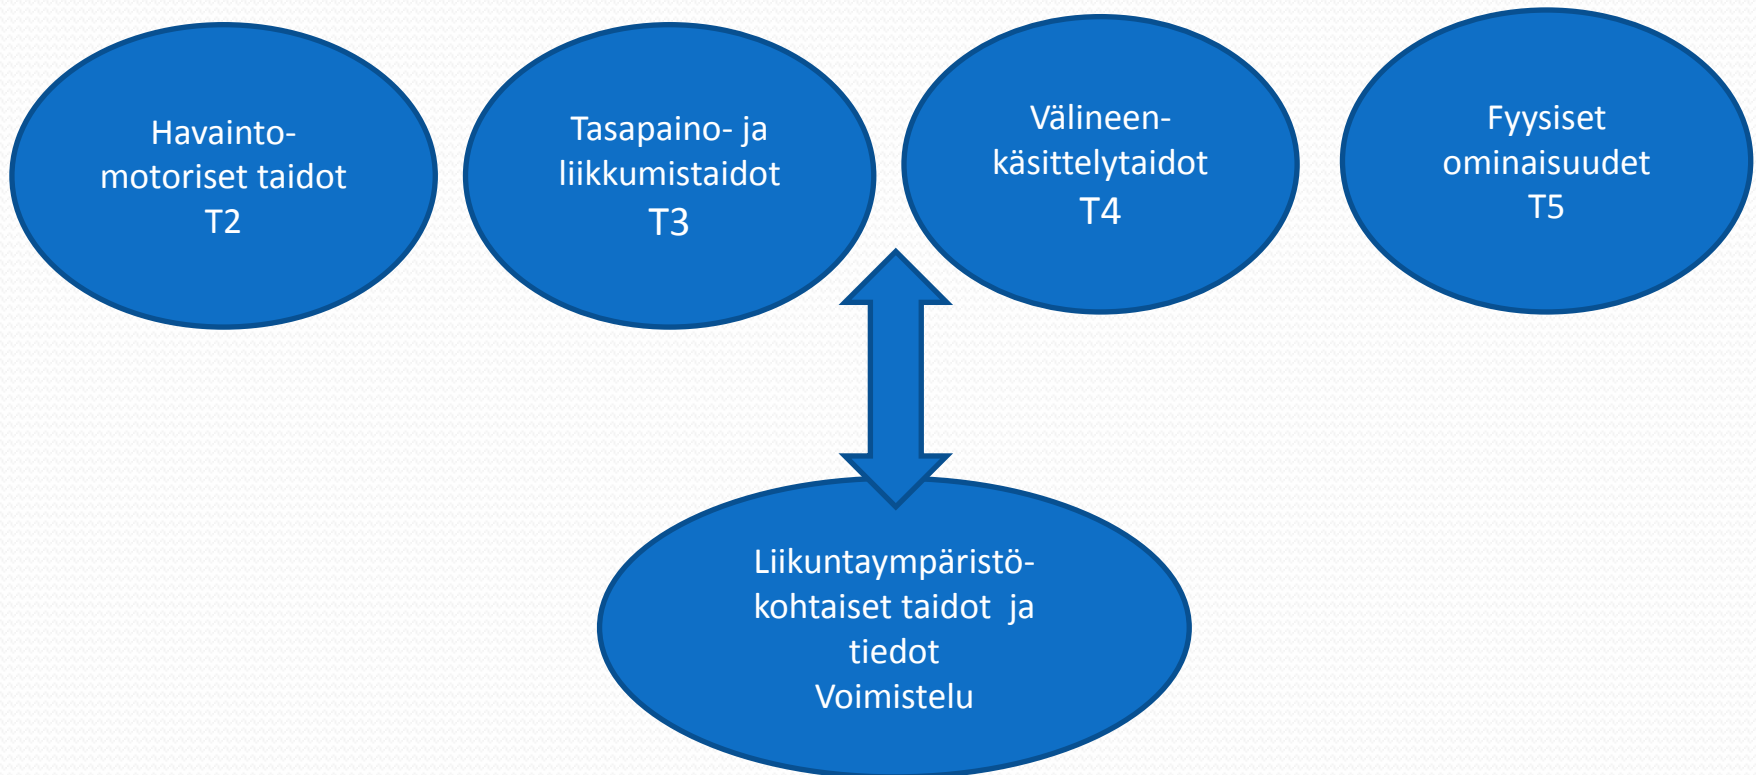 Havainto-
motoriset taidot
T2
Tasapaino- ja
liikkumistaidot
T3
Välineen-
käsittelytaidot
T4
Fyysiset
ominaisuudet
T5
Liikuntaympäristö-
kohtaiset taidot ja
tiedot
Voimistelu